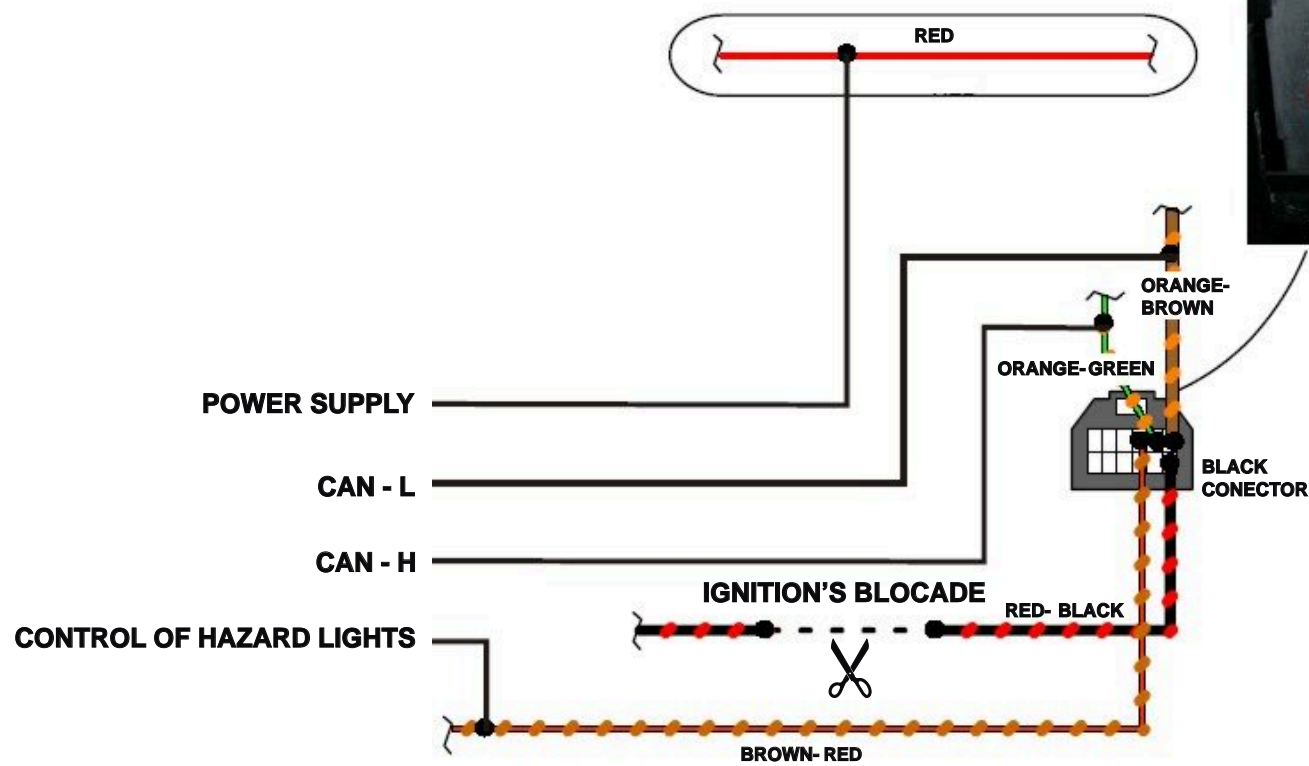 RED
ORANGE-
BROWN
ORANGE-GREEN
POWER SUPPLY
BLACK
CONECTOR
CAN - L
CAN - H
IGNITION'S BLOCADE
RED- BLACK
CONTROL OF HAZARD LIGHTS
BROWN- RED